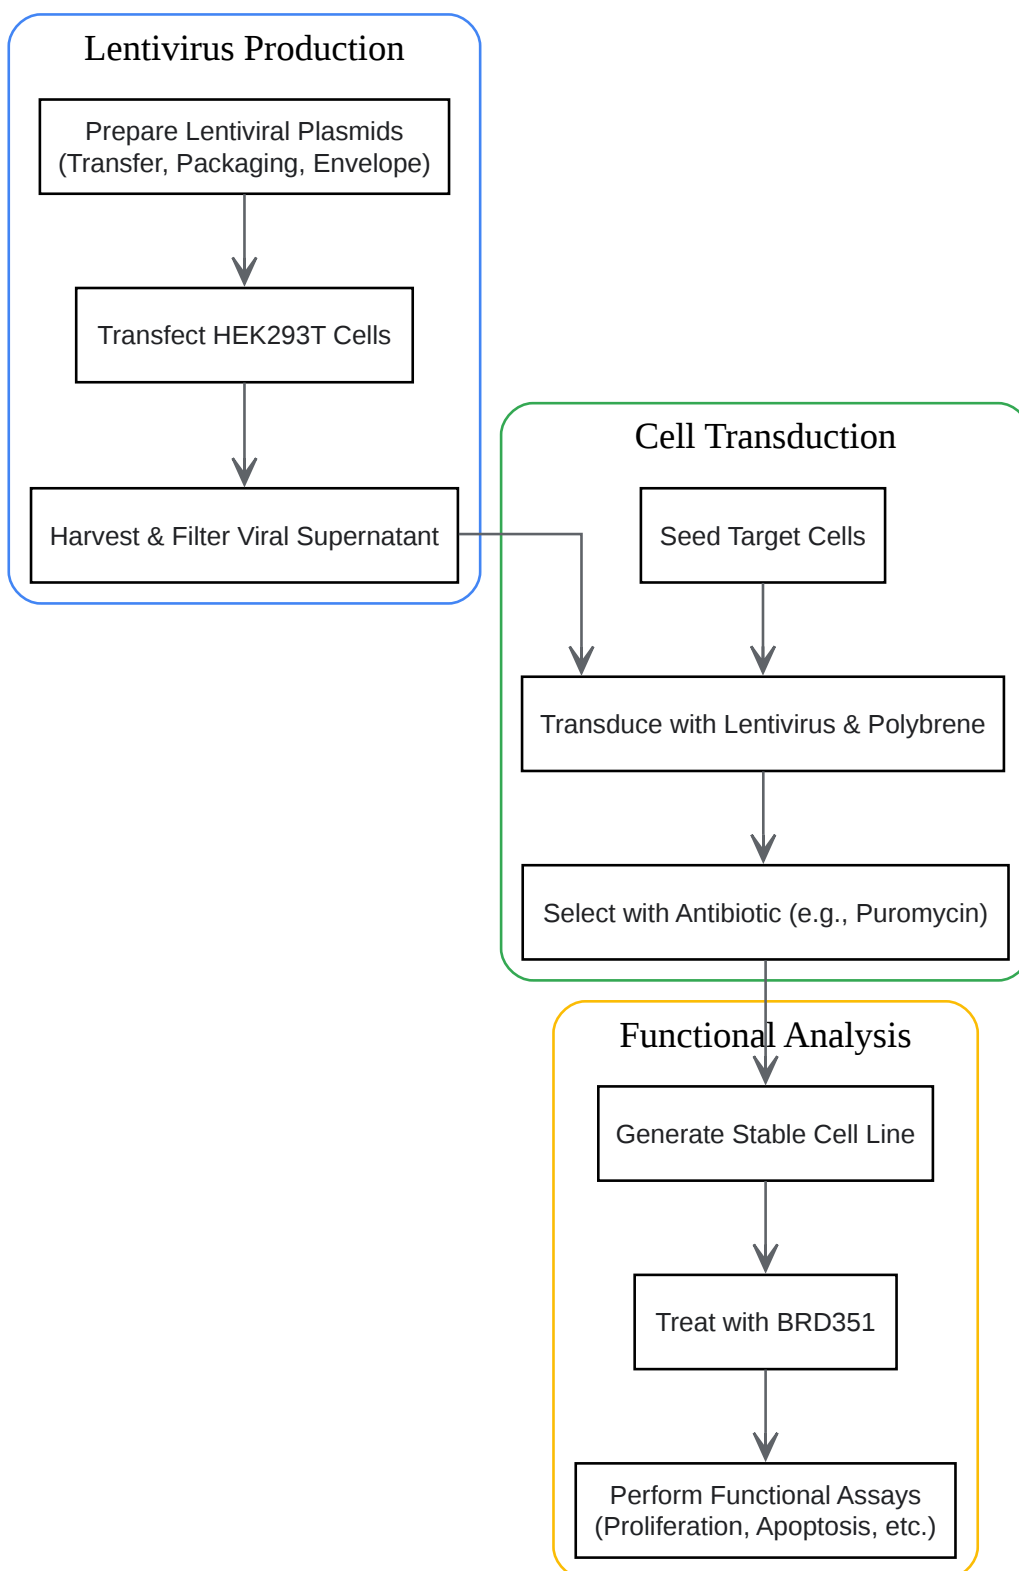 Lentivirus Production
Prepare Lentiviral Plasmids
(Transfer, Packaging, Envelope)
Transfect HEK293T Cells
Harvest & Filter Viral Supernatant
Cell Transduction
Seed Target Cells
Transduce with Lentivirus & Polybrene
Select with Antibiotic (e.g., Puromycin)
Functional Analysis
Generate Stable Cell Line
Treat with BRD351
Perform Functional Assays
(Proliferation, Apoptosis, etc.)